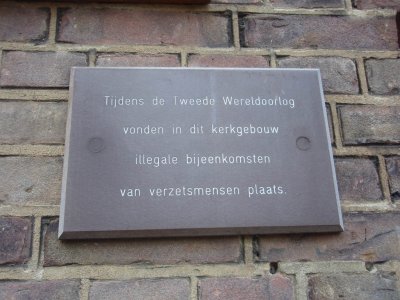 Tijdens de Tweede Wereldoorlog
vonden in dit kerkgebouw
illegale bijeenkomsten
van verzetsmensen plaats.